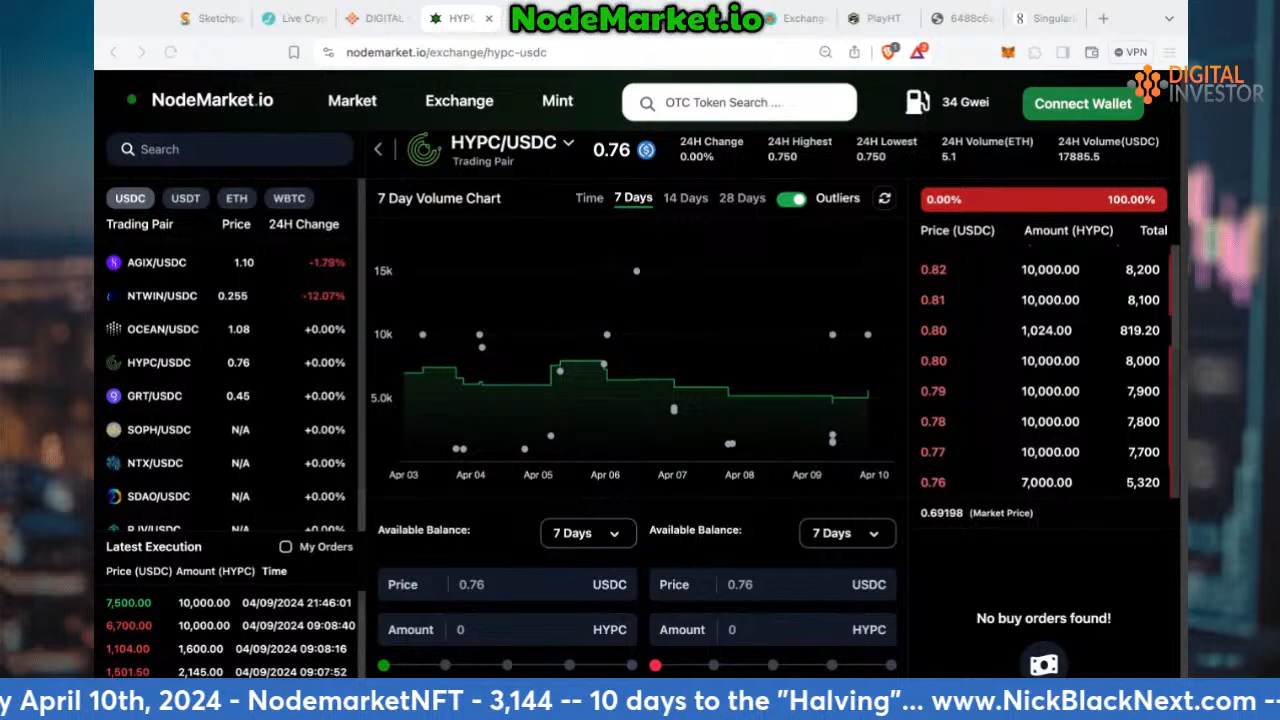 Sketchpa
Live Cryp
DIGITAL
HYPC
NodeMarket.io
Exchange
PlayHT
6488c6
Singulari
nodemarket.io/exchange/hypc-usdc
VPN
DIGITAL
INVESTOR
NodeMarket.io
Market
Exchange
Mint
OTC Token Search ...
34 Gwei
Connect Wallet
Search
HYPC/USDC
Trading Pair
0.76
24H Change
0.00%
24H Highest
0.750
24H Lowest
0.750
24H Volume(ETH)
5.1
24H Volume(USDC)
17885.5
USDC USDT ETH WBTC
Trading Pair Price 24H Change
AGIX/USDC 1.10 -1.79%
NTWIN/USDC 0.255 -12.07%
OCEAN/USDC 1.08 +0.00%
HYPC/USDC 0.76 +0.00%
GRT/USDC 0.45 +0.00%
SOPH/USDC N/A +0.00%
NTX/USDC N/A +0.00%
SDAO/USDC N/A +0.00%
RJV/USDC N/A +0.00%
Latest Execution
My Orders
Price (USDC) Amount (HYPC) Time
7,500.00 10,000.00 04/09/2024 21:46:01
6,700.00 10,000.00 04/09/2024 09:08:40
1,104.00 1,600.00 04/09/2024 09:08:16
1,501.50 2,145.00 04/09/2024 09:07:52
7 Day Volume Chart
Time 7 Days 14 Days 28 Days Outliers
15k
10k
5.0k
Apr 03 Apr 04 Apr 05 Apr 06 Apr 07 Apr 08 Apr 09 Apr 10
Available Balance: 7 Days
Available Balance: 7 Days
Price 0.76 USDC
Price 0.76 USDC
Amount 0 HYPC
Amount 0 HYPC
0.00% 100.00%
Price (USDC) Amount (HYPC) Total
0.82 10,000.00 8,200
0.81 10,000.00 8,100
0.80 1,024.00 819.20
0.80 10,000.00 8,000
0.79 10,000.00 7,900
0.78 10,000.00 7,800
0.77 10,000.00 7,700
0.76 7,000.00 5,320
0.69198 (Market Price)
No buy orders found!
y April 10th, 2024 - NodemarketNFT - 3,144 -- 10 days to the "Halving"... www.NickBlackNext.com --